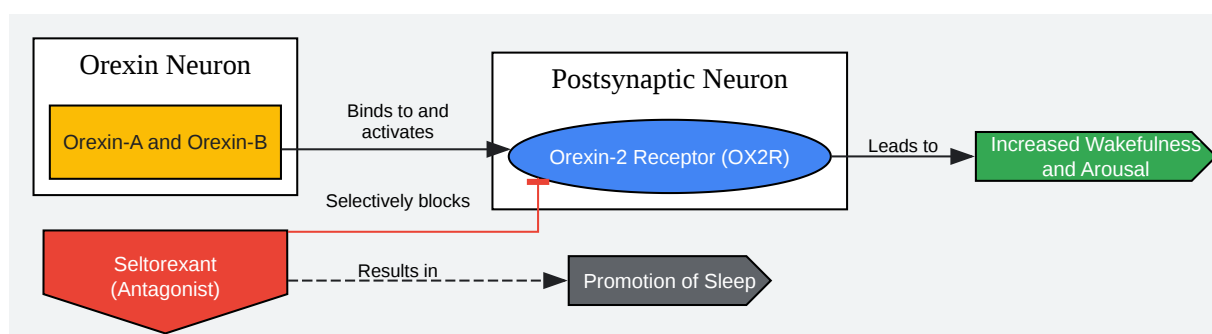 Orexin Neuron
Orexin-A and Orexin-B
Binds to and
activates
Postsynaptic Neuron
Orexin-2 Receptor (OX2R)
Leads to
Increased Wakefulness
and Arousal
Selectively blocks
Seltorexant
(Antagonist)
Results in
Promotion of Sleep